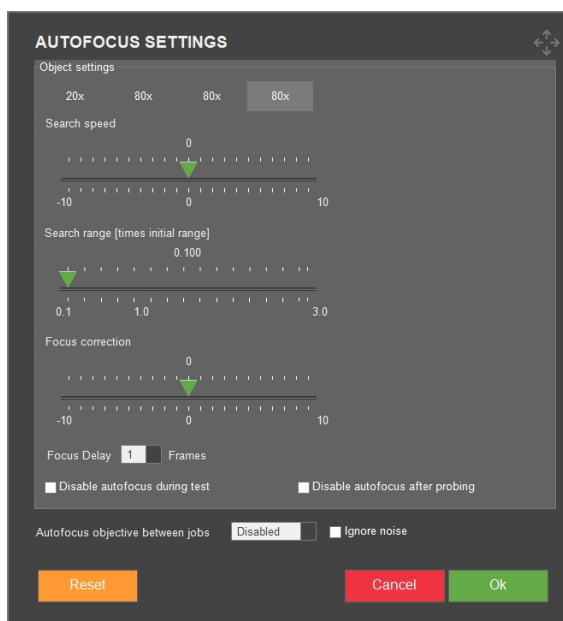 AUTOFOCUS SETTINGS
Object settings
20x 80x 80x 80x
Search speed
0
-10 0 10
Search range [times initial range]
0.100
0.1 1.0 3.0
Focus correction
0
-10 0 10
Focus Delay 1 Frames
Disable autofocus during test Disable autofocus after probing
Autofocus objective between jobs Disabled Ignore noise
Reset Cancel Ok